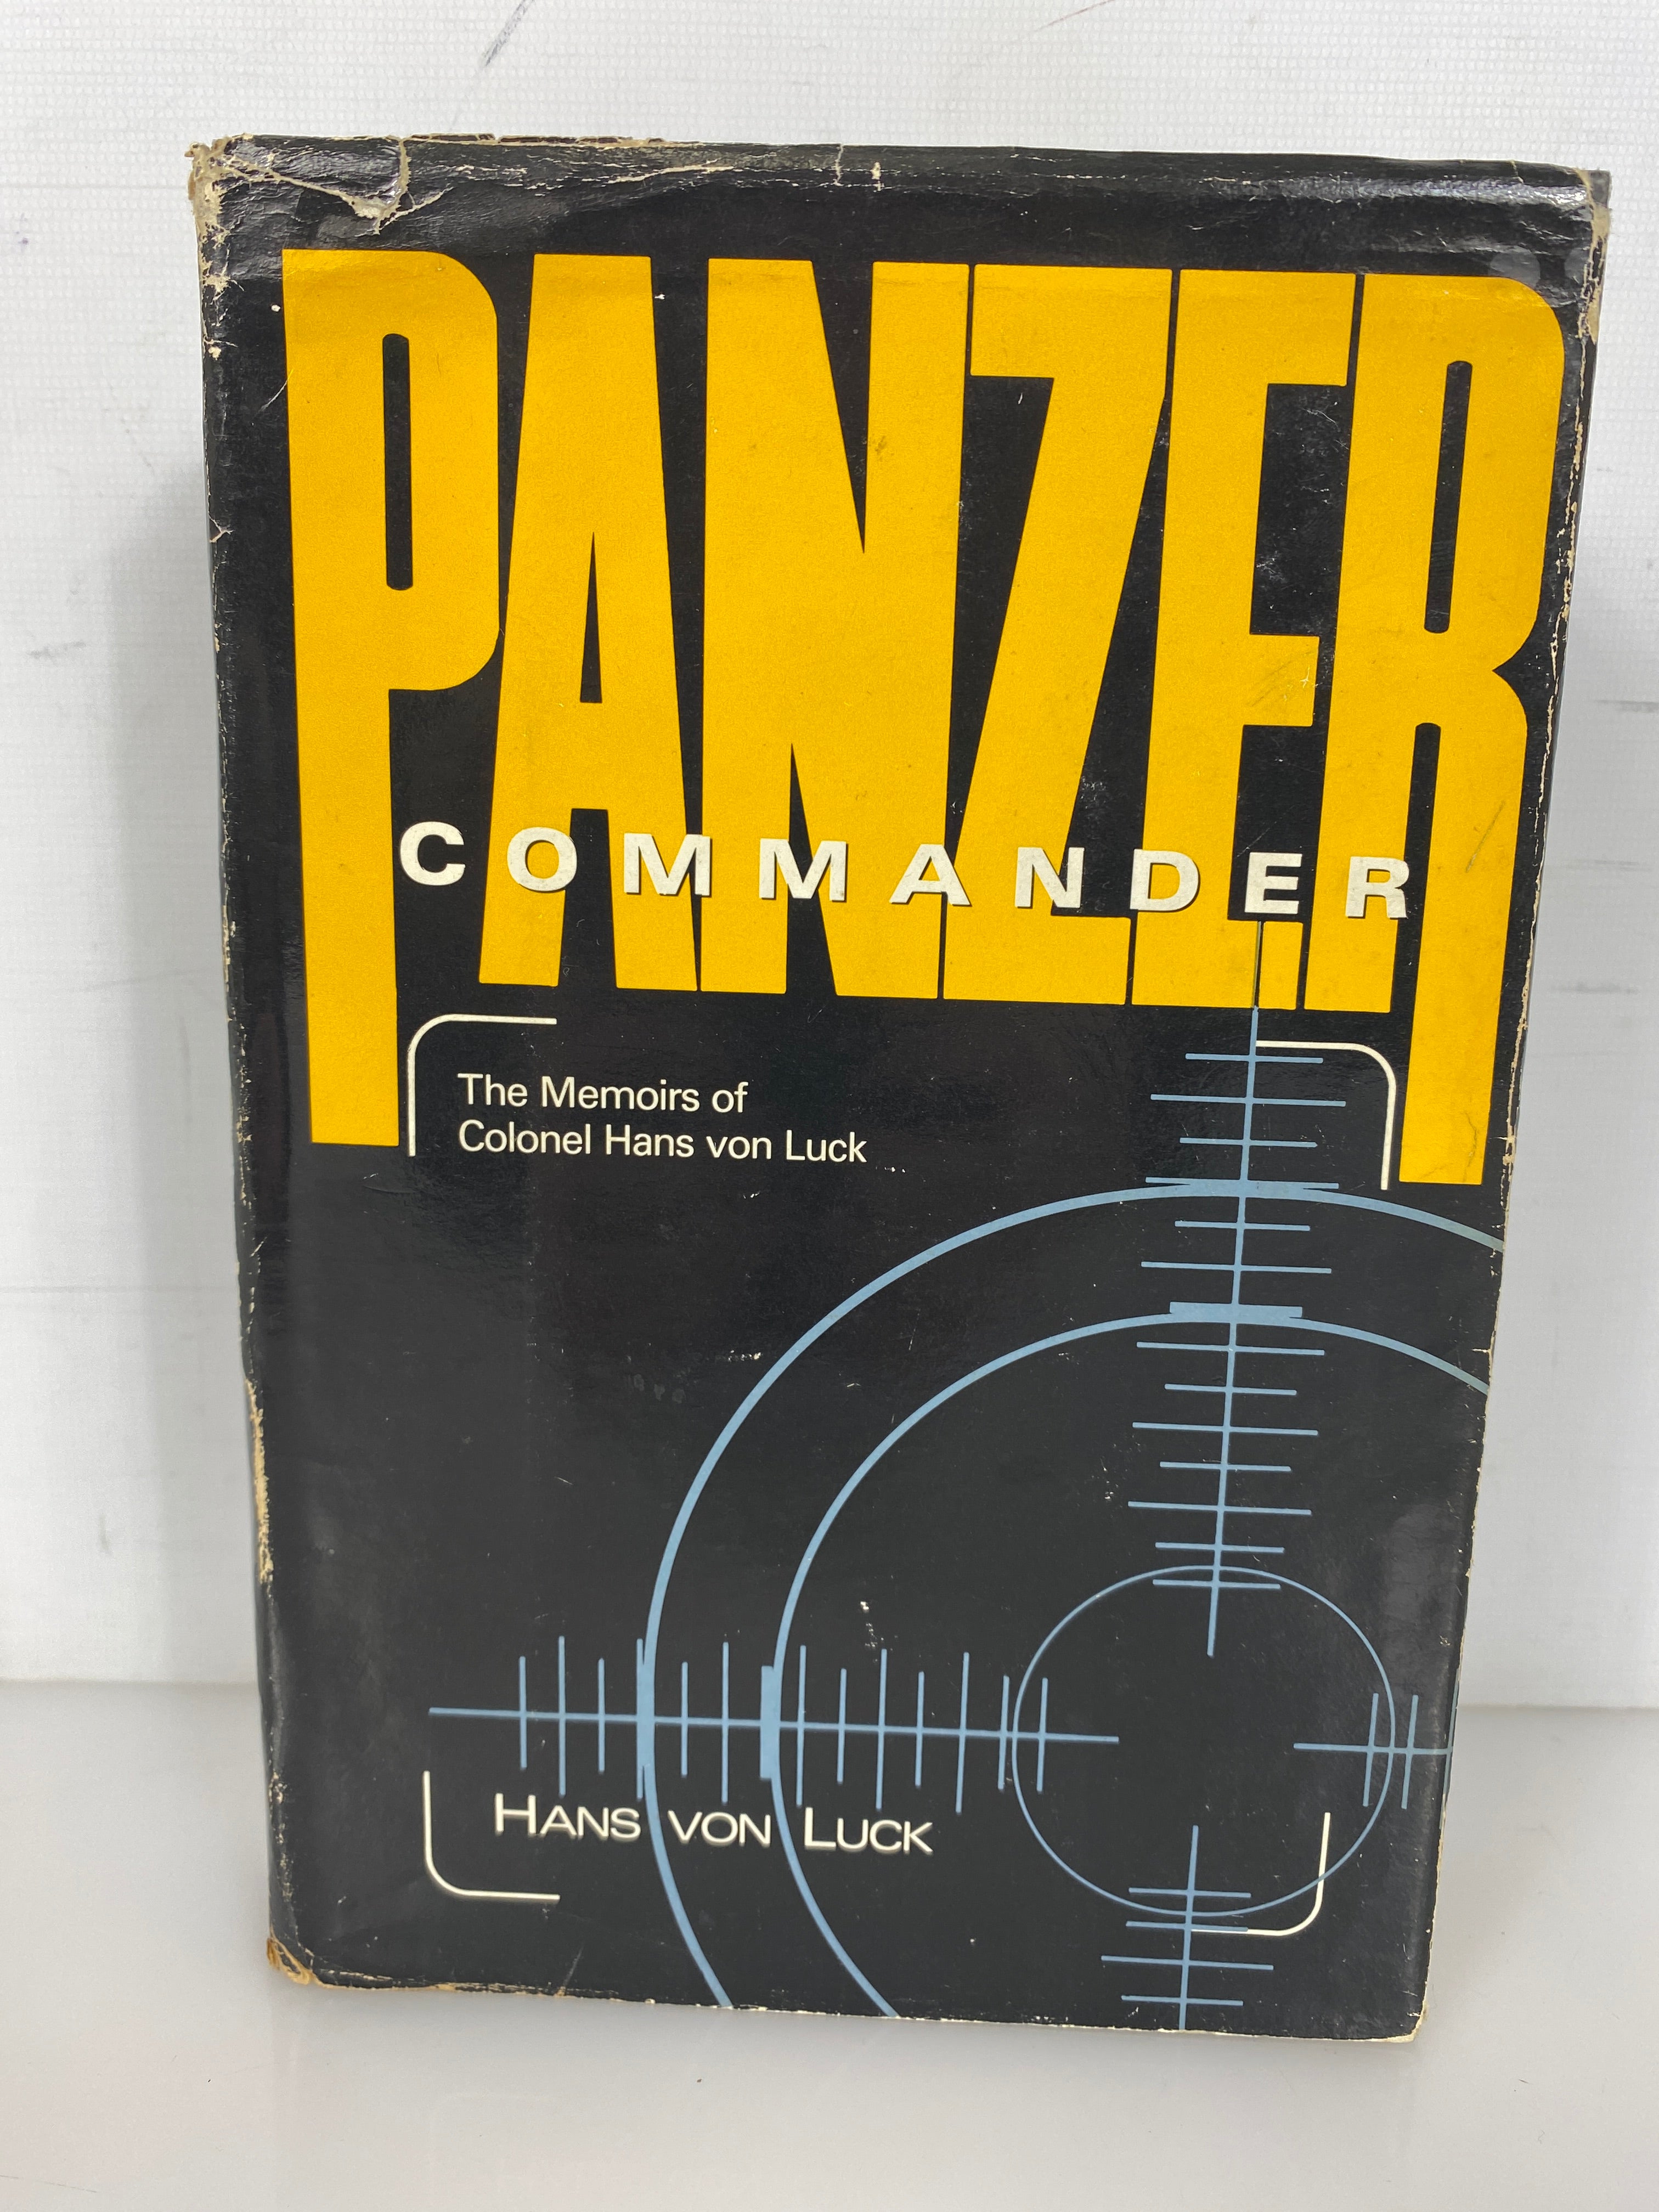 PANZER
COMMANDER
The Memoirs of
Colonel Hans von Luck
HANS VON LUCK